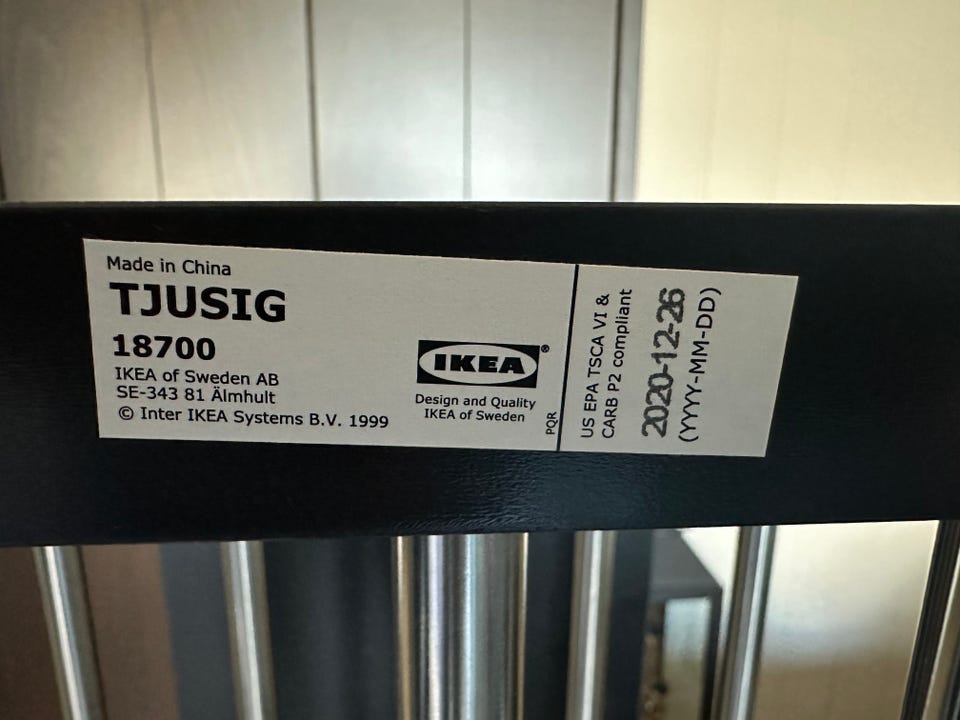 Made in China
TJUSIG
18700
IKEA of Sweden AB
SE-343 81 Älmhult
© Inter IKEA Systems B.V. 1999
IKEA®
Design and Quality
IKEA of Sweden
PQR
US EPA TSCA VI &
CARB P2 compliant
2020-12-26
(YYYY-MM-DD)